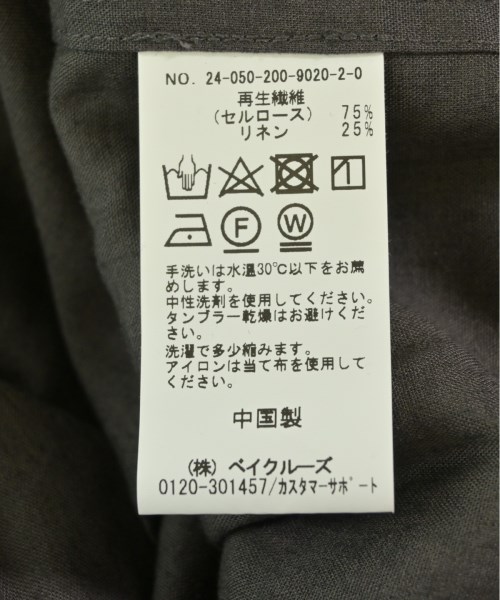 NO. 24-050-200-9020-2-0
再生繊維
(セルロース) 75%
リネン 25%
F W
手洗いは水温30℃以下をお薦
めします。
中性洗剤を使用してください。
タンブラー乾燥はお避けくださ
い。
洗濯で多少縮みます。
アイロンは当て布を使用して
ください。
中国製
(株) ベイクルーズ
0120-301457/カスタマーサポート